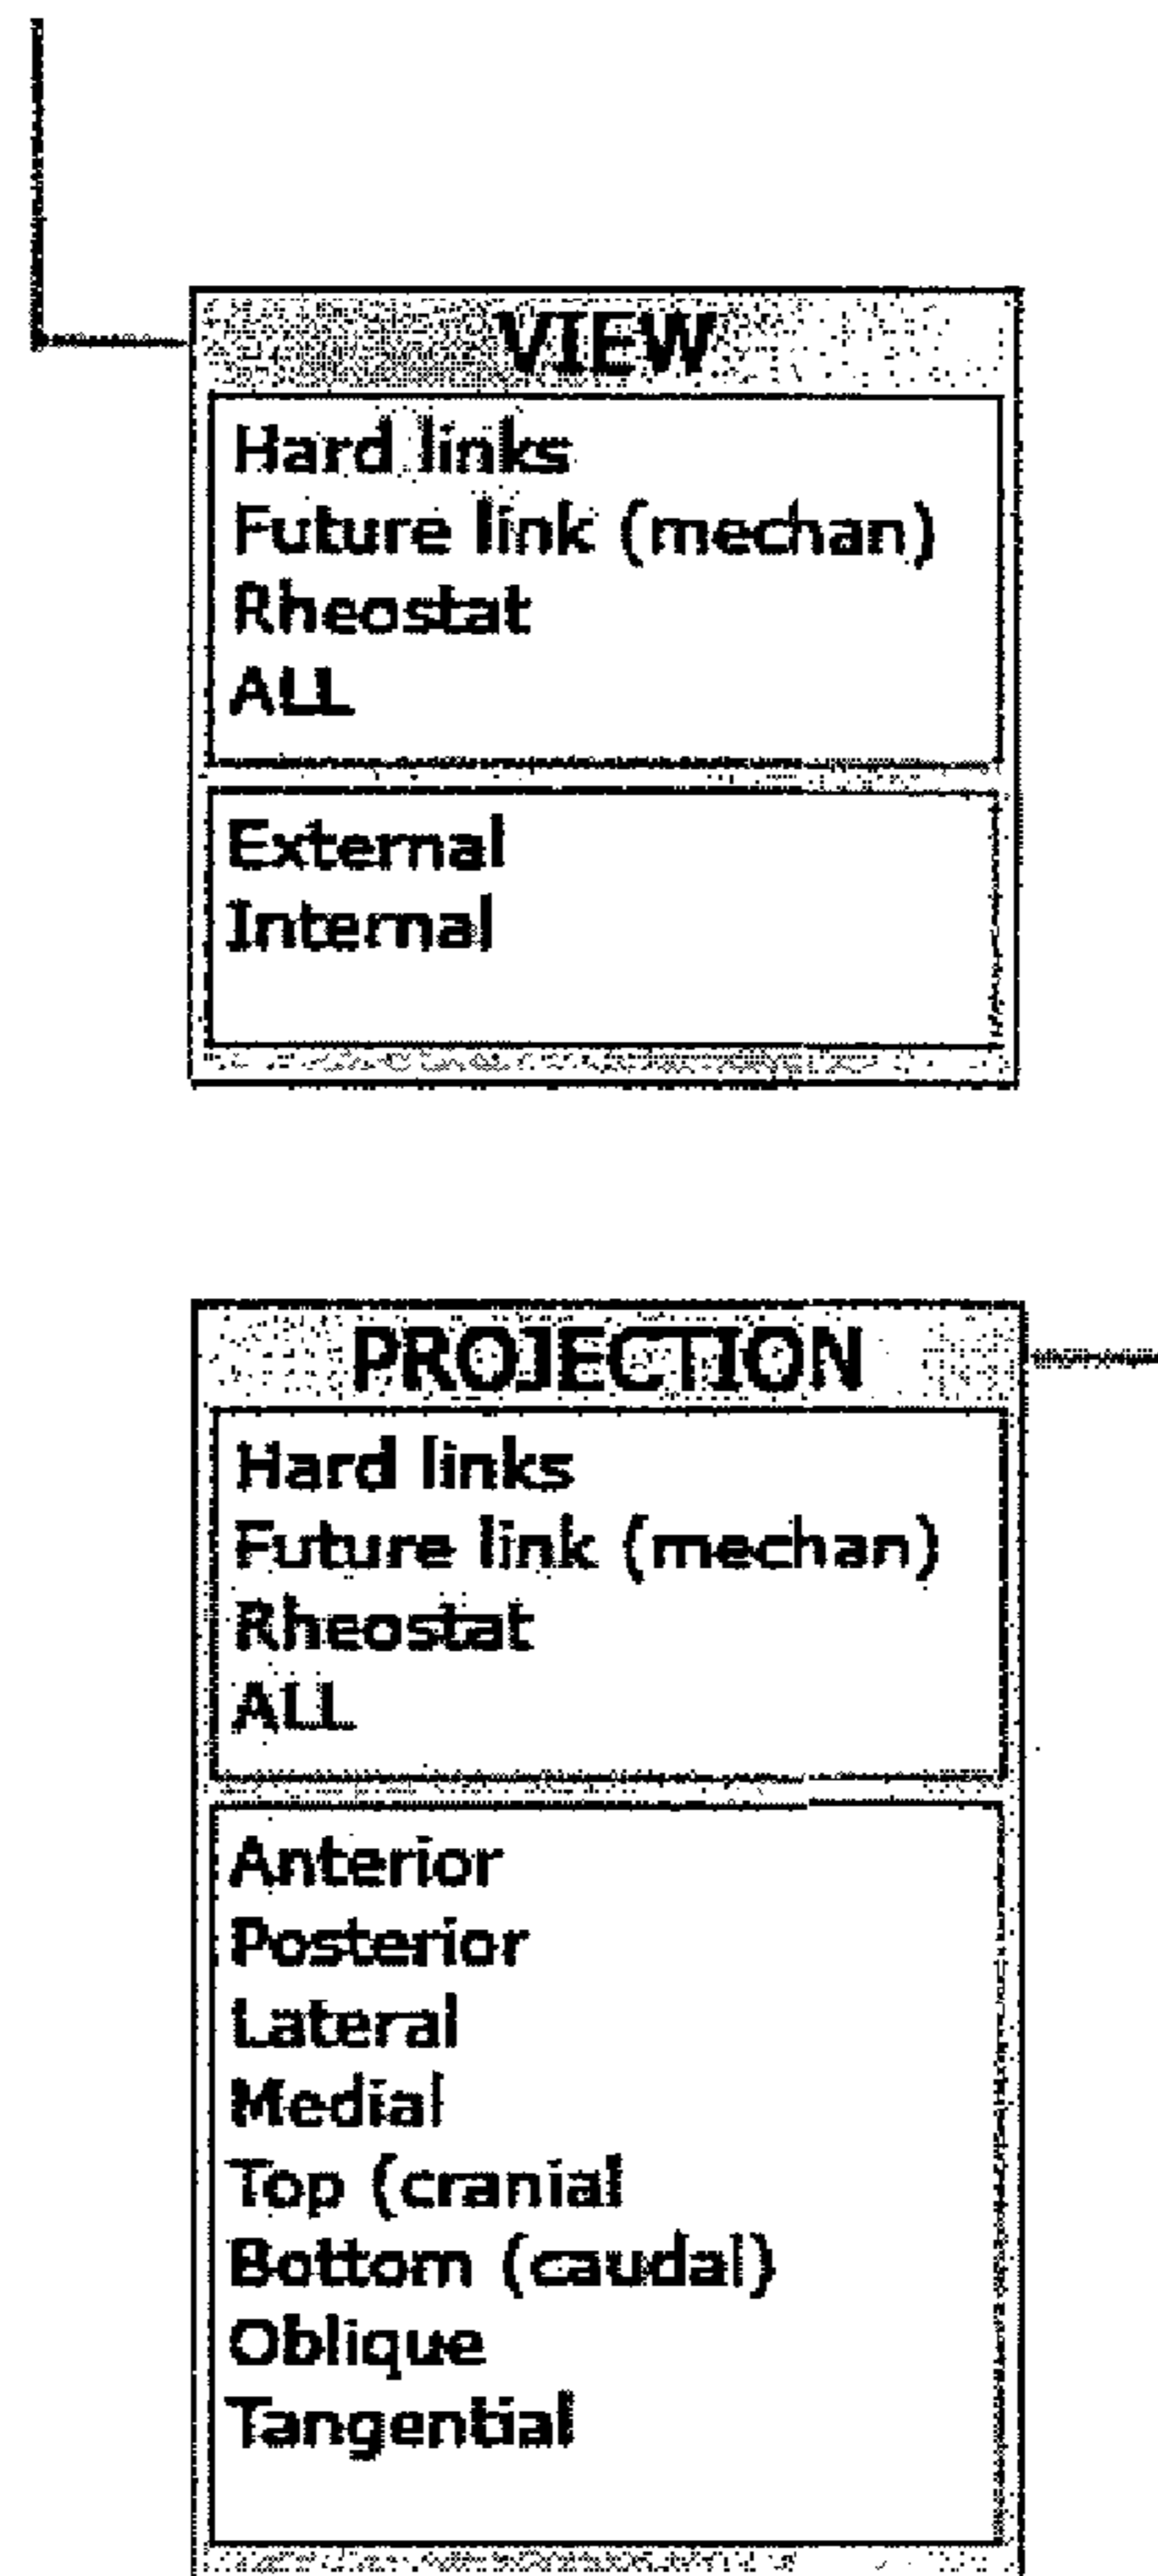 VIEW
Hard links
Future link (mechan)
Rheostat
ALL
External
Internal
PROJECTION
Hard links
Future link (mechan)
Rheostat
ALL
Anterior
Posterior
Lateral
Medial
Top (cranial
Bottom (caudal)
Oblique
Tangential